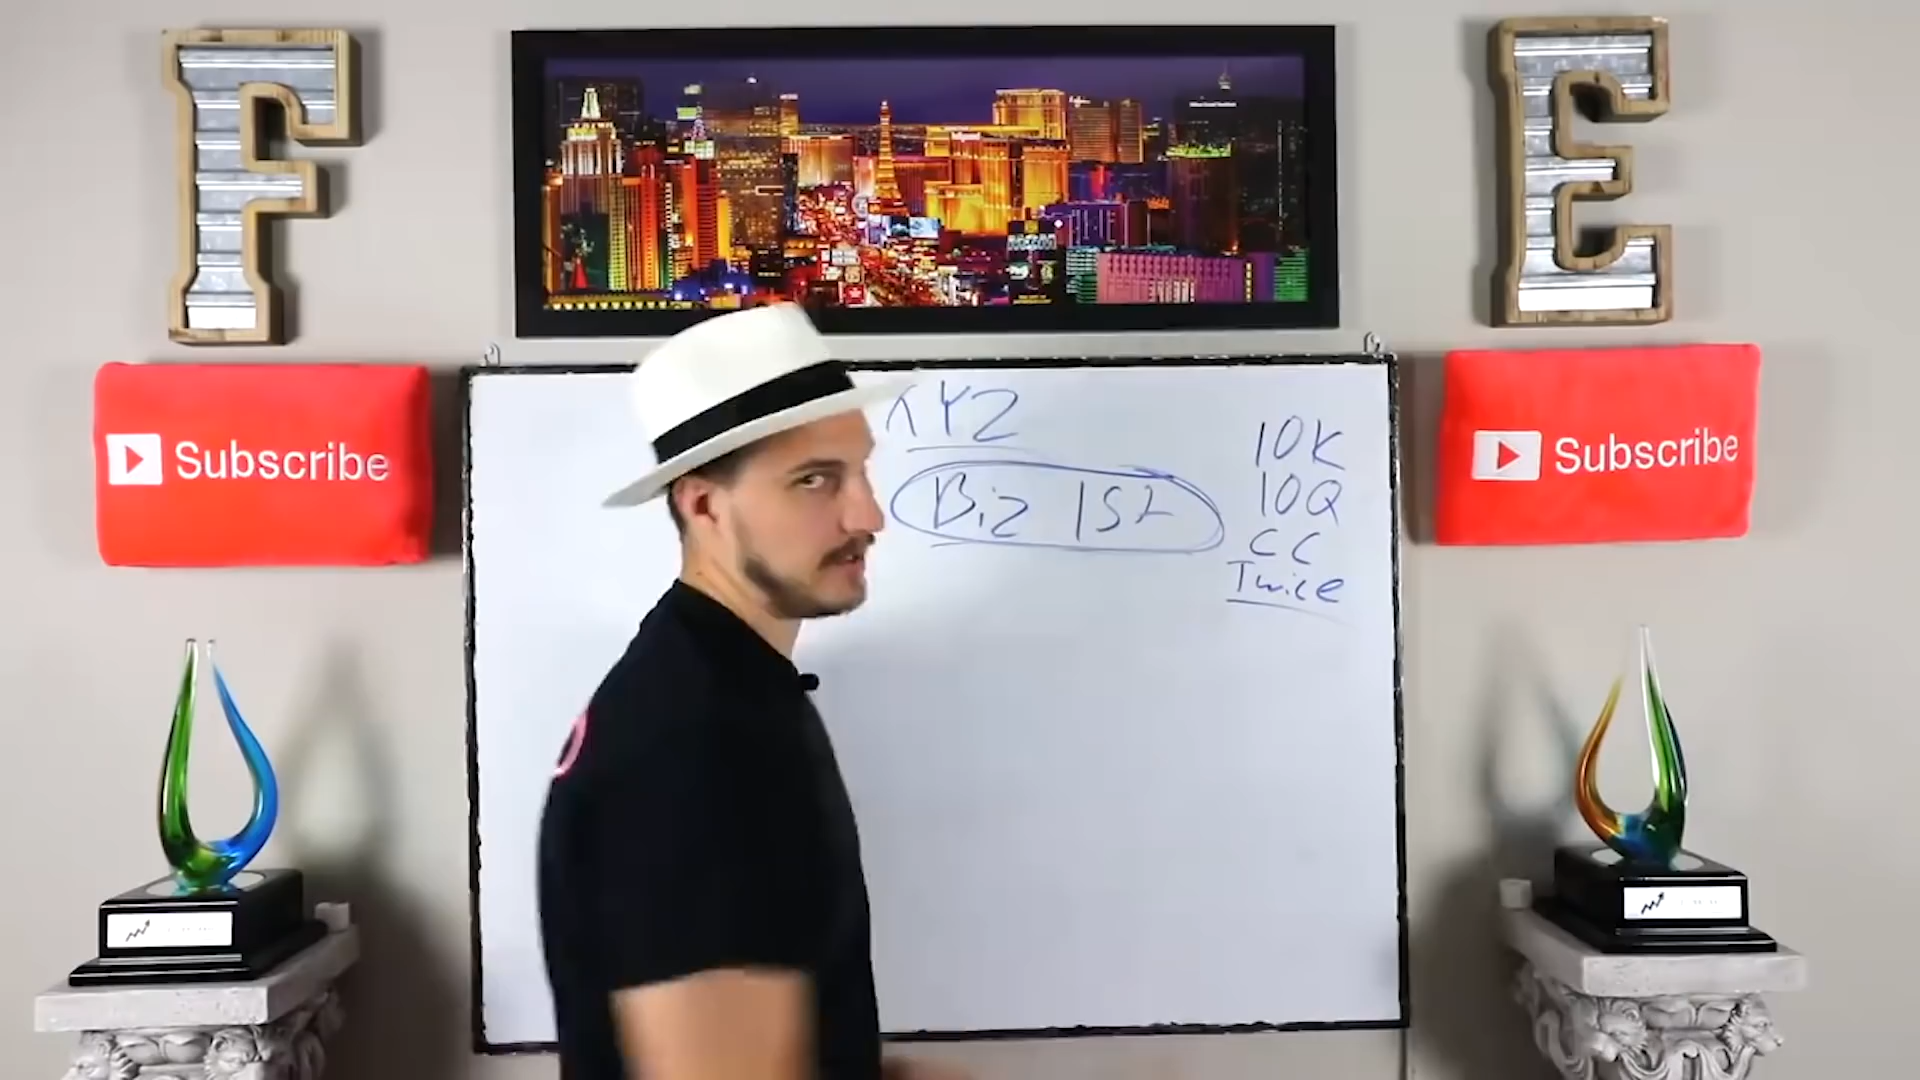 F
E
Subscribe
XYZ
Biz 1st
10K
10Q
CC
Twice
Subscribe